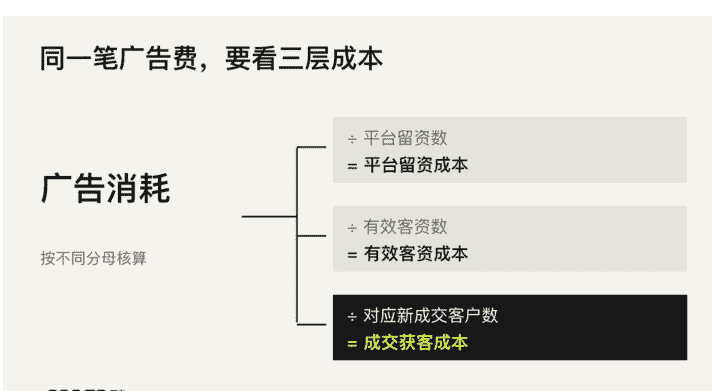 同一笔广告费，要看三层成本
广告消耗
按不同分母核算
÷ 平台留资数
= 平台留资成本
÷ 有效客资数
= 有效客资成本
÷ 对应新成交客户数
= 成交获客成本